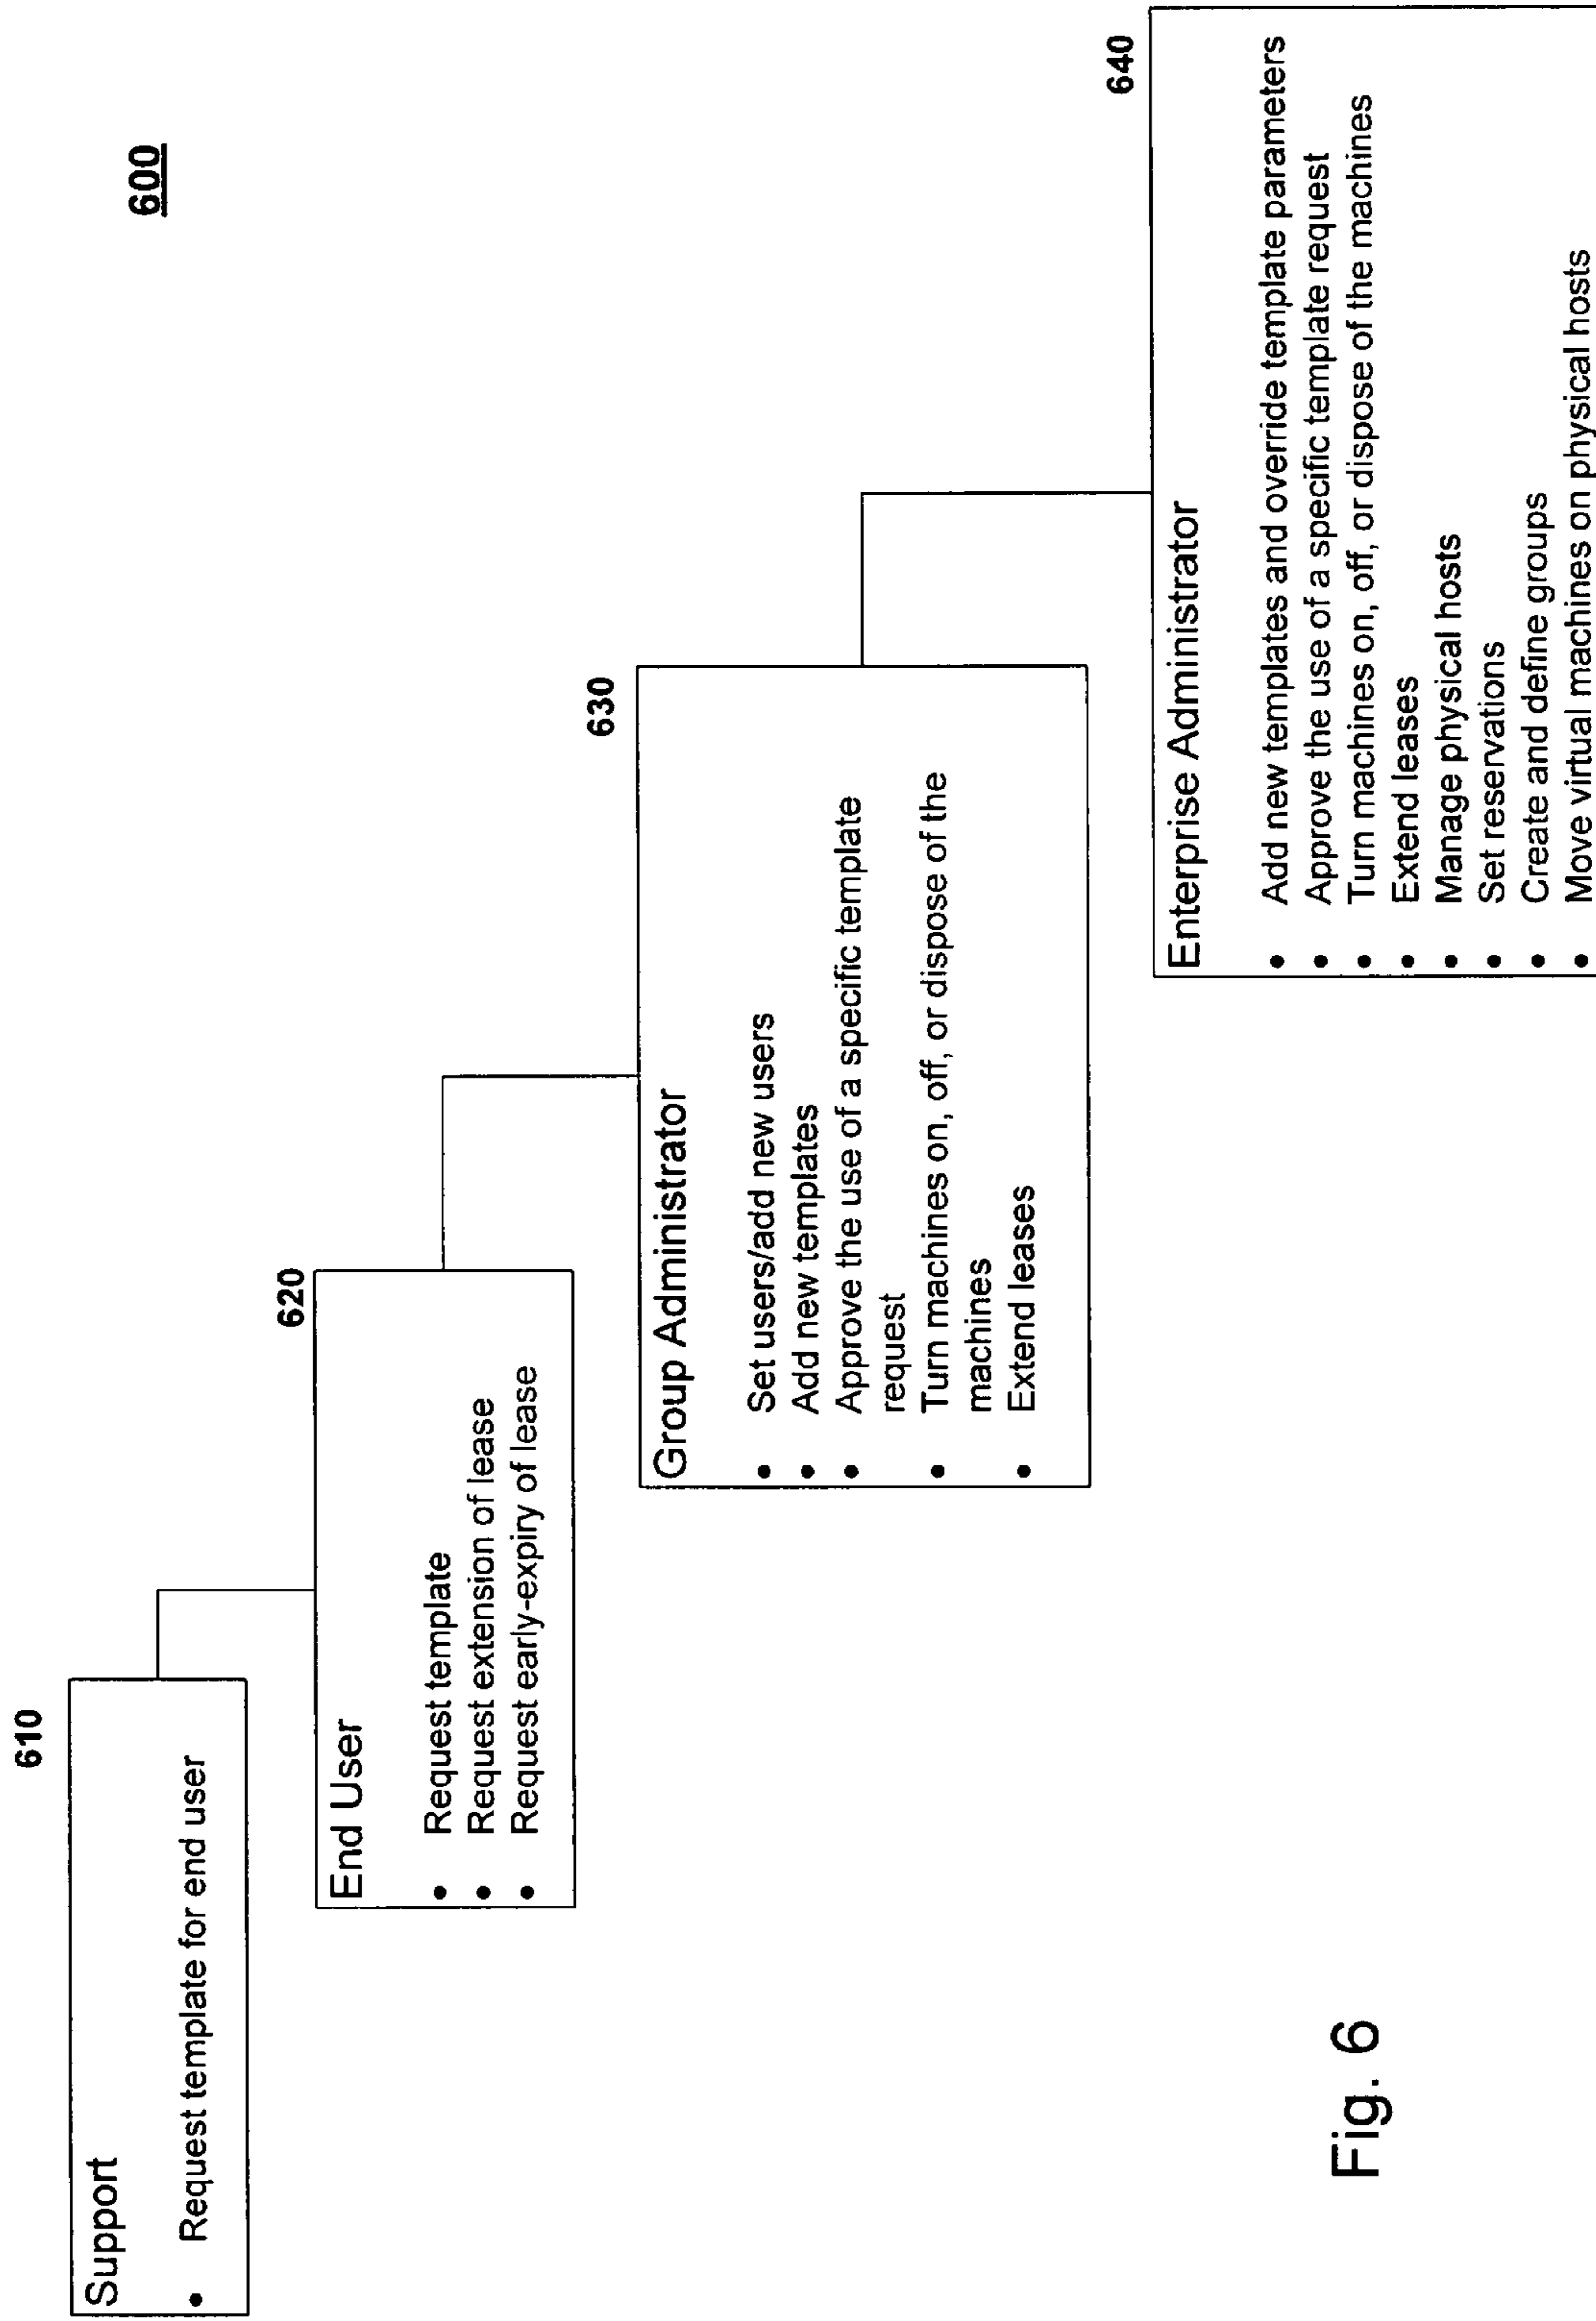 600
610
Support
• Request template for end user
620
End User
• Request template
• Request extension of lease
• Request early-expiry of lease
630
Group Administrator
• Set users/add new users
• Add new templates
• Approve the use of a specific template
request
• Turn machines on, off, or dispose of the
machines
• Extend leases
640
Enterprise Administrator
• Add new templates and override template parameters
• Approve the use of a specific template request
• Turn machines on, off, or dispose of the machines
• Extend leases
• Manage physical hosts
• Set reservations
• Create and define groups
• Move virtual machines on physical hosts
Fig. 6